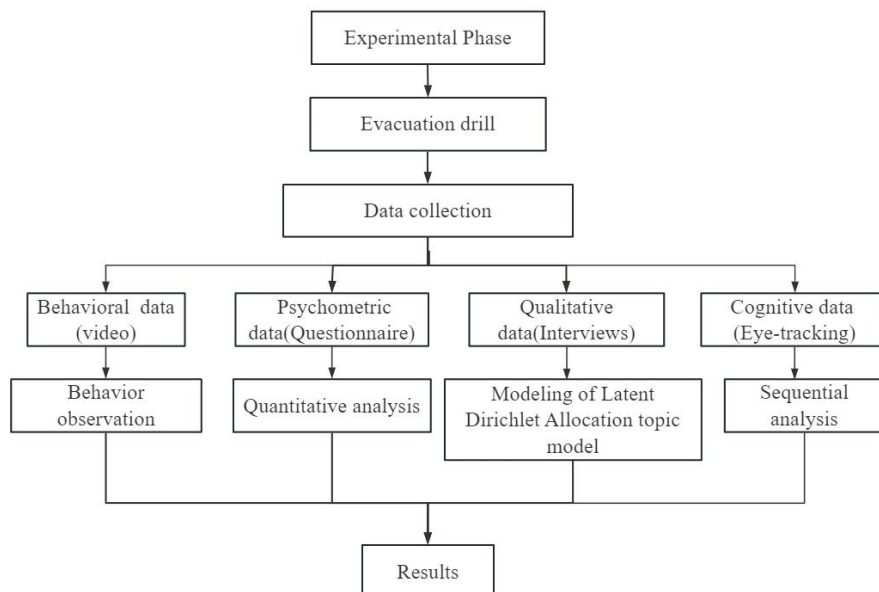 Experimental Phase
Evacuation drill
Data collection
Behavioral data
(video)
Psychometric
data(Questionnaire)
Qualitative
data(Interviews)
Cognitive data
(Eye-tracking)
Behavior
observation
Quantitative analysis
Modeling of Latent
Dirichlet Allocation topic
model
Sequential
analysis
Results